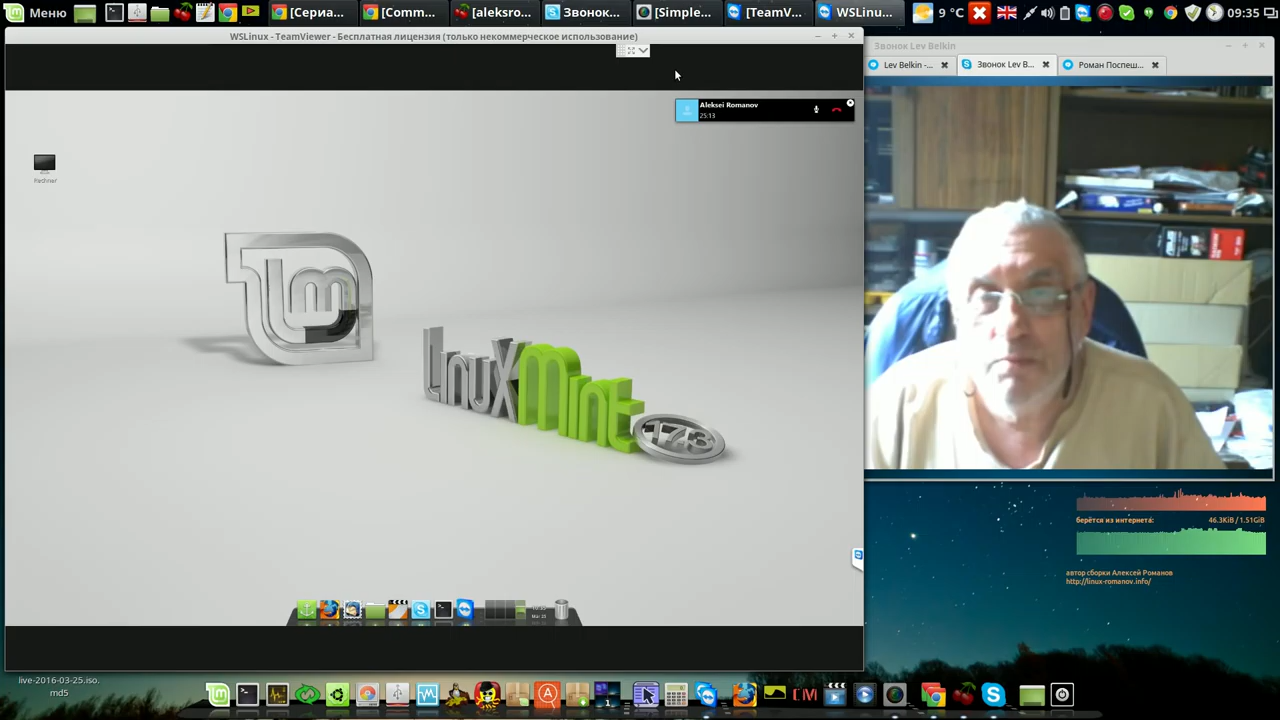 Меню
[Сериа...
[Comm...
[aleksro...
Звонок...
[Simple...
[TeamV...
WSLinu...
9 °C
09:35
WSLinux - TeamViewer - Бесплатная лицензия (только некоммерческое использование)
Звонок Lev Belkin
Lev Belkin -...
Звонок Lev B...
Роман Поспеш...
Aleksei Romanov
25:13
Rechner
LinuxMint
17.3
берётся из интернета: 46.3KiB / 1.51GiB
автор сборки Алексей Романов
http://linux-romanov.info/
live-2016-03-25.iso.
md5